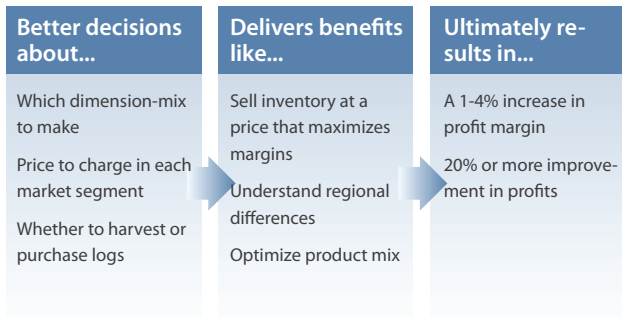 Better decisions
about...
Which dimension-mix
to make
Price to charge in each
market segment
Whether to harvest or
purchase logs
Delivers benefits
like...
Sell inventory at a
price that maximizes
margins
Understand regional
differences
Optimize product mix
Ultimately re-
sults in...
A 1-4% increase in
profit margin
20% or more improve-
ment in profits